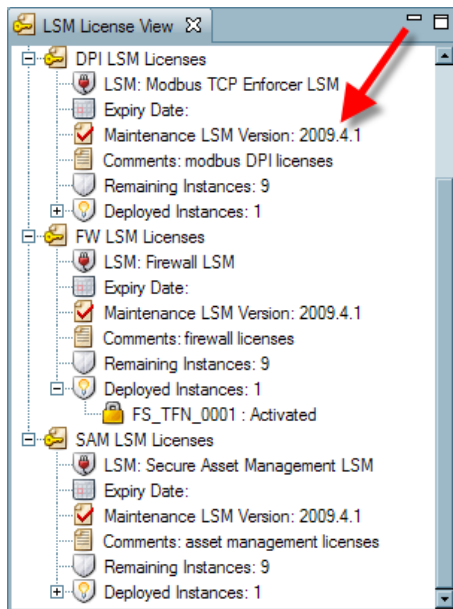 LSM License View
DPI LSM Licenses
LSM: Modbus TCP Enforcer LSM
Expiry Date:
Maintenance LSM Version: 2009.4.1
Comments: modbus DPI licenses
Remaining Instances: 9
Deployed Instances: 1
FW LSM Licenses
LSM: Firewall LSM
Expiry Date:
Maintenance LSM Version: 2009.4.1
Comments: firewall licenses
Remaining Instances: 9
Deployed Instances: 1
FS_TFN_0001 : Activated
SAM LSM Licenses
LSM: Secure Asset Management LSM
Expiry Date:
Maintenance LSM Version: 2009.4.1
Comments: asset management licenses
Remaining Instances: 9
Deployed Instances: 1